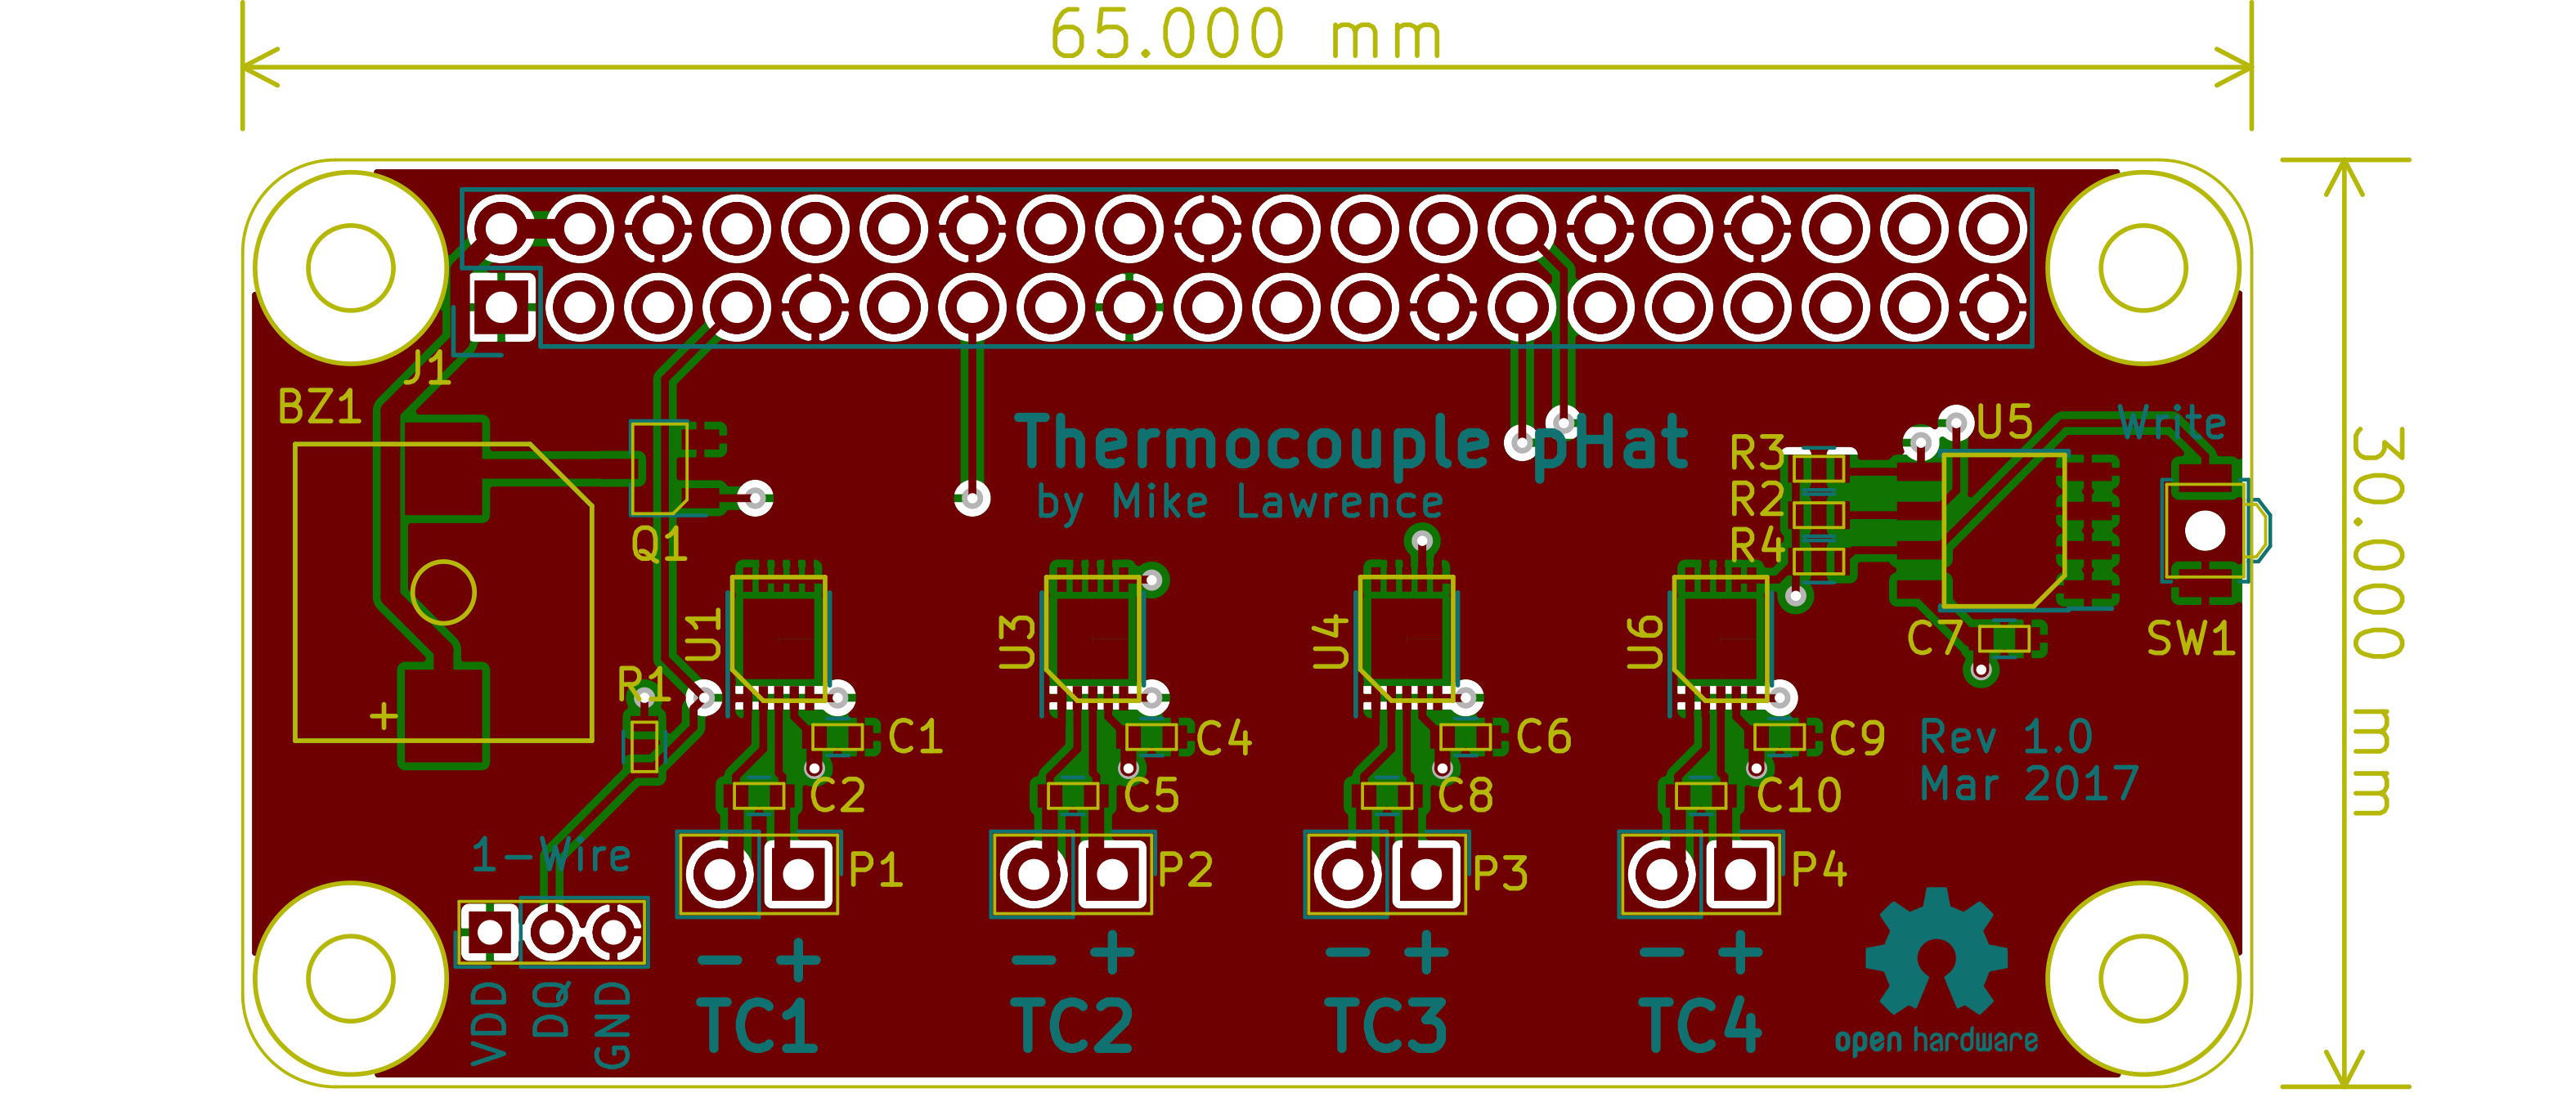 65.000 mm
J1
BZ1
Thermocouple pHat
by Mike Lawrence
R3
R2
R4
U5
Write
30.000 mm
Q1
U1
U3
U4
U6
C7
SW1
R1
+
C1
C4
C6
C9
Rev 1.0
Mar 2017
C2
C5
C8
C10
1-Wire
P1
P2
P3
P4
VDD
DQ
GND
- +
TC1
- +
TC2
- +
TC3
- +
TC4
open hardware